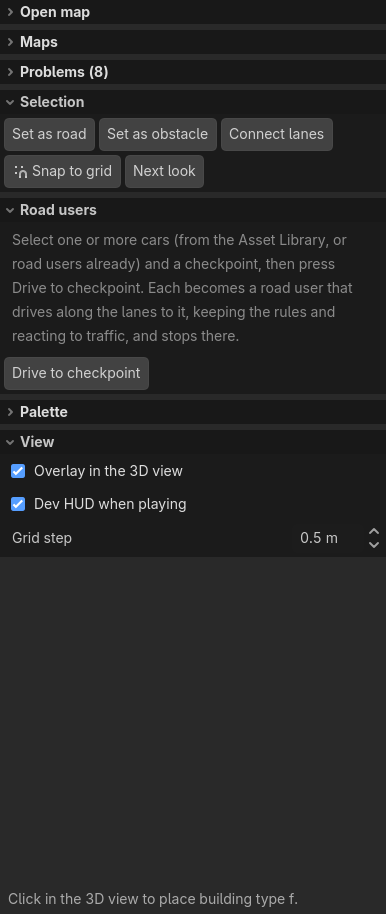 Open map
Maps
Problems (8)
Selection
Set as road
Set as obstacle
Connect lanes
Snap to grid
Next look
Road users
Select one or more cars (from the Asset Library, or
road users already) and a checkpoint, then press
Drive to checkpoint. Each becomes a road user that
drives along the lanes to it, keeping the rules and
reacting to traffic, and stops there.
Drive to checkpoint
Palette
View
Overlay in the 3D view
Dev HUD when playing
Grid step
0.5 m
Click in the 3D view to place building type f.